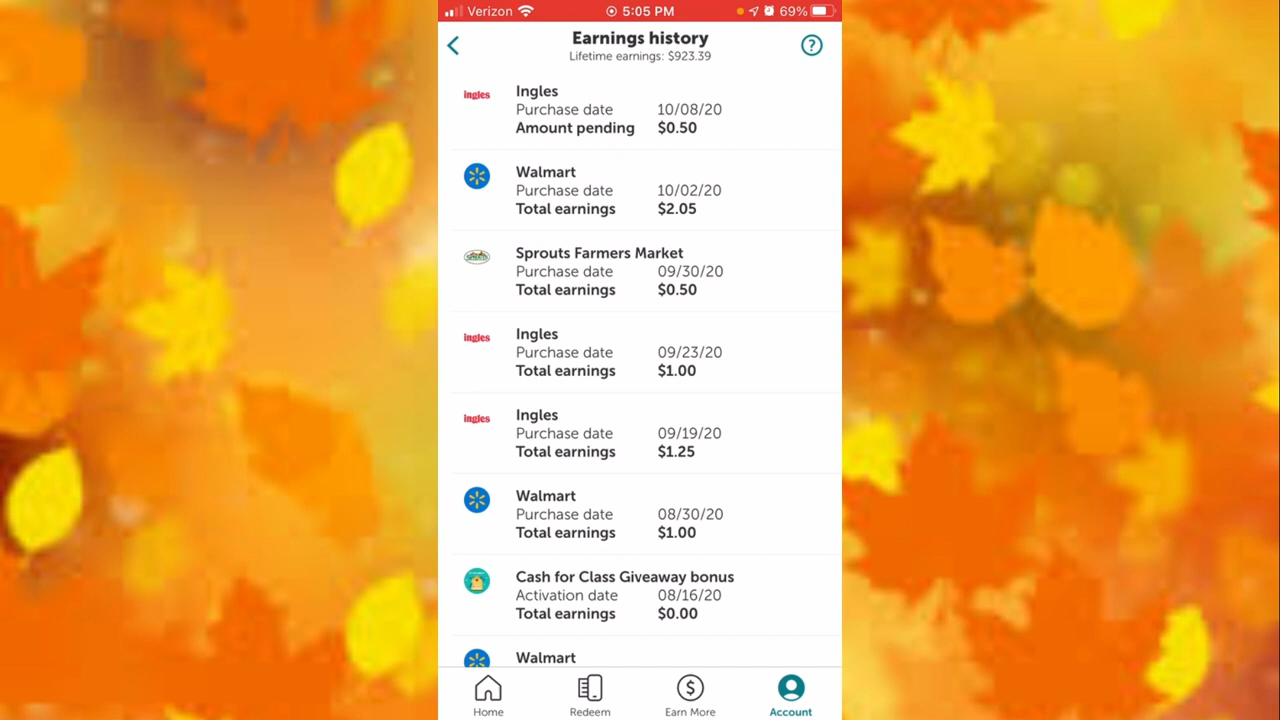 Verizon 5:05 PM 69%
Earnings history
Lifetime earnings: $923.39
?
ingles Ingles
Purchase date 10/08/20
Amount pending $0.50
Walmart
Purchase date 10/02/20
Total earnings $2.05
SPROUTS Sprouts Farmers Market
Purchase date 09/30/20
Total earnings $0.50
ingles Ingles
Purchase date 09/23/20
Total earnings $1.00
ingles Ingles
Purchase date 09/19/20
Total earnings $1.25
Walmart
Purchase date 08/30/20
Total earnings $1.00
Cash for Class Giveaway bonus
Activation date 08/16/20
Total earnings $0.00
Walmart
$
Home Redeem Earn More Account